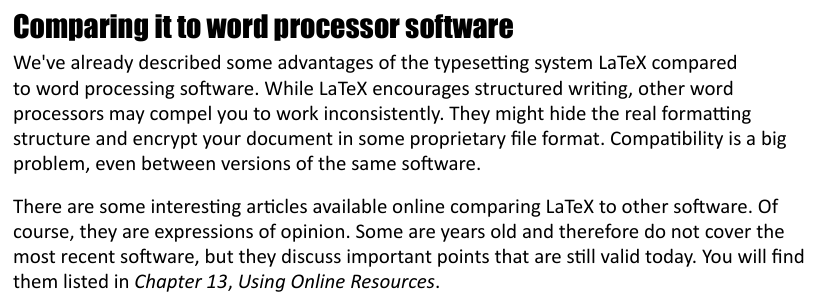 Comparing it to word processor software
We've already described some advantages of the typesetting system LaTeX compared
to word processing software. While LaTeX encourages structured writing, other word
processors may compel you to work inconsistently. They might hide the real formatting
structure and encrypt your document in some proprietary file format. Compatibility is a big
problem, even between versions of the same software.
There are some interesting articles available online comparing LaTeX to other software. Of
course, they are expressions of opinion. Some are years old and therefore do not cover the
most recent software, but they discuss important points that are still valid today. You will find
them listed in Chapter 13, Using Online Resources.